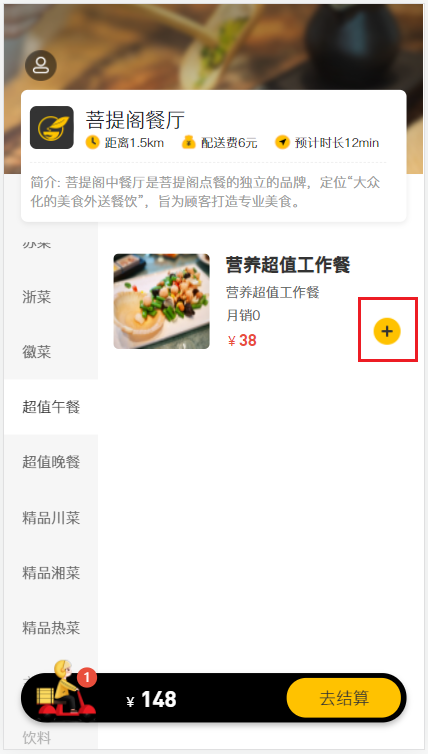 菩提阁餐厅
距离1.5km 配送费6元 预计时长12min
简介: 菩提阁中餐厅是菩提阁点餐的独立的品牌，定位“大众
化的美食外送餐饮”，旨为顾客打造专业美食。
苏菜
浙菜
徽菜
超值午餐
超值晚餐
精品川菜
精品湘菜
精品热菜
饮料
营养超值工作餐
营养超值工作餐
月销0
￥38
1
￥ 148
去结算